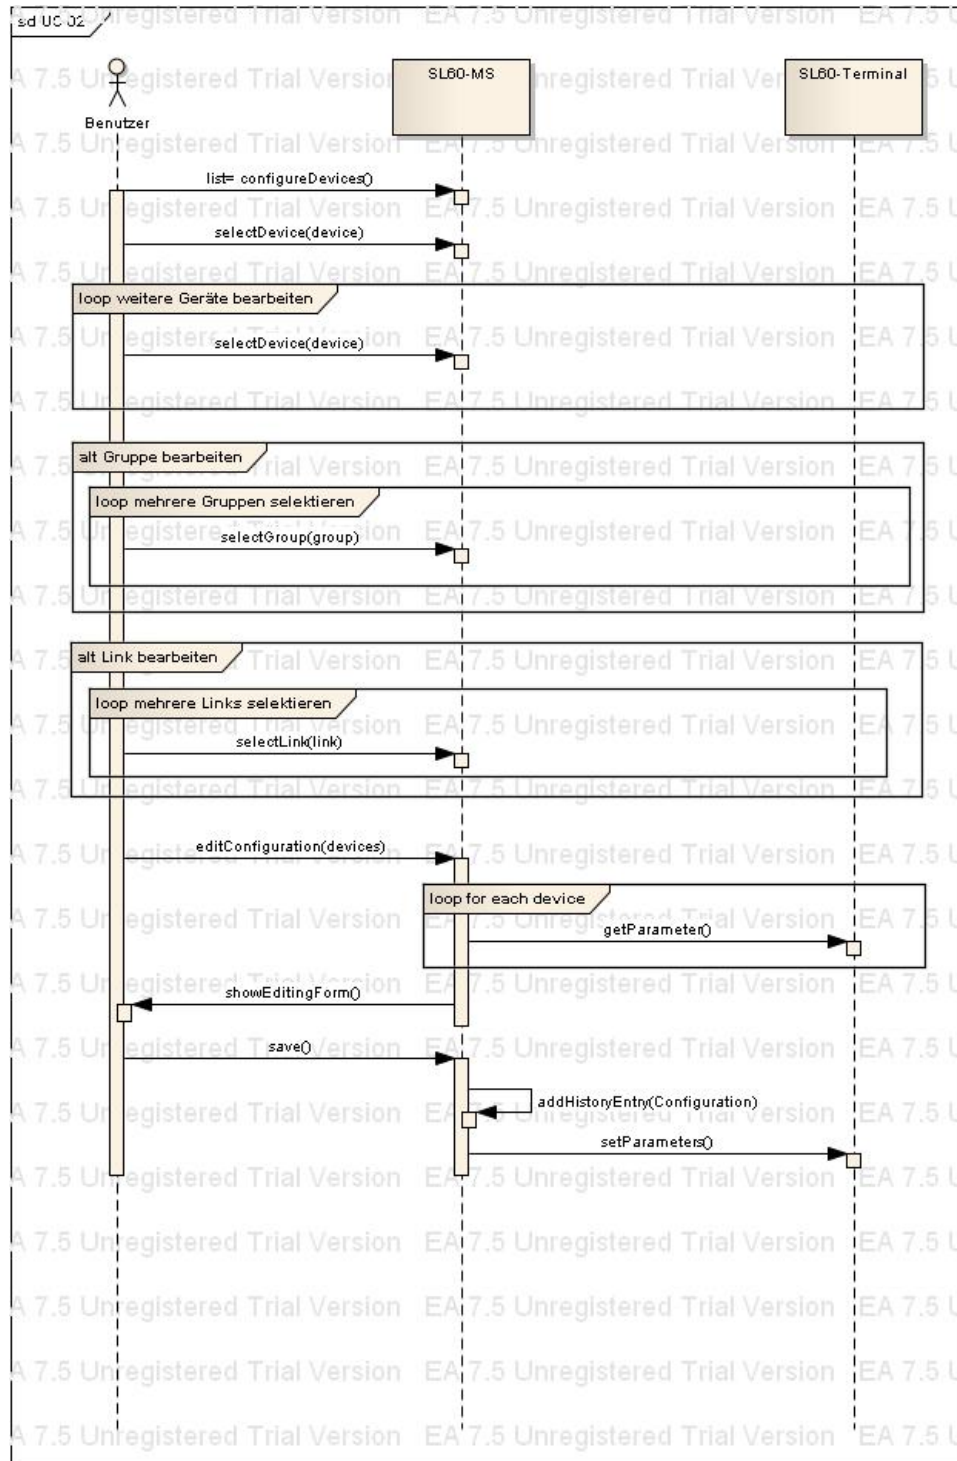 sd UC 02
Benutzer
SL60-MS
SL60-Terminal
list= configureDevices()
selectDevice(device)
loop weitere Geräte bearbeiten
selectDevice(device)
alt Gruppe bearbeiten
loop mehrere Gruppen selektieren
selectGroup(group)
alt Link bearbeiten
loop mehrere Links selektieren
selectLink(link)
editConfiguration(devices)
loop for each device
getParameter()
showEditingForm()
save()
addHistoryEntry(Configuration)
setParameters()
EA 7.5 Unregistered Trial Version